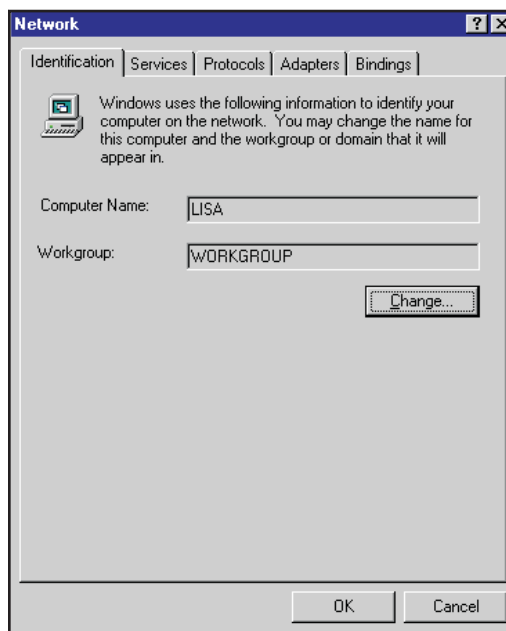 Network
Identification Services Protocols Adapters Bindings
Windows uses the following information to identify your
computer on the network. You may change the name for
this computer and the workgroup or domain that it will
appear in.
Computer Name: LISA
Workgroup: WORKGROUP
Change...
OK Cancel